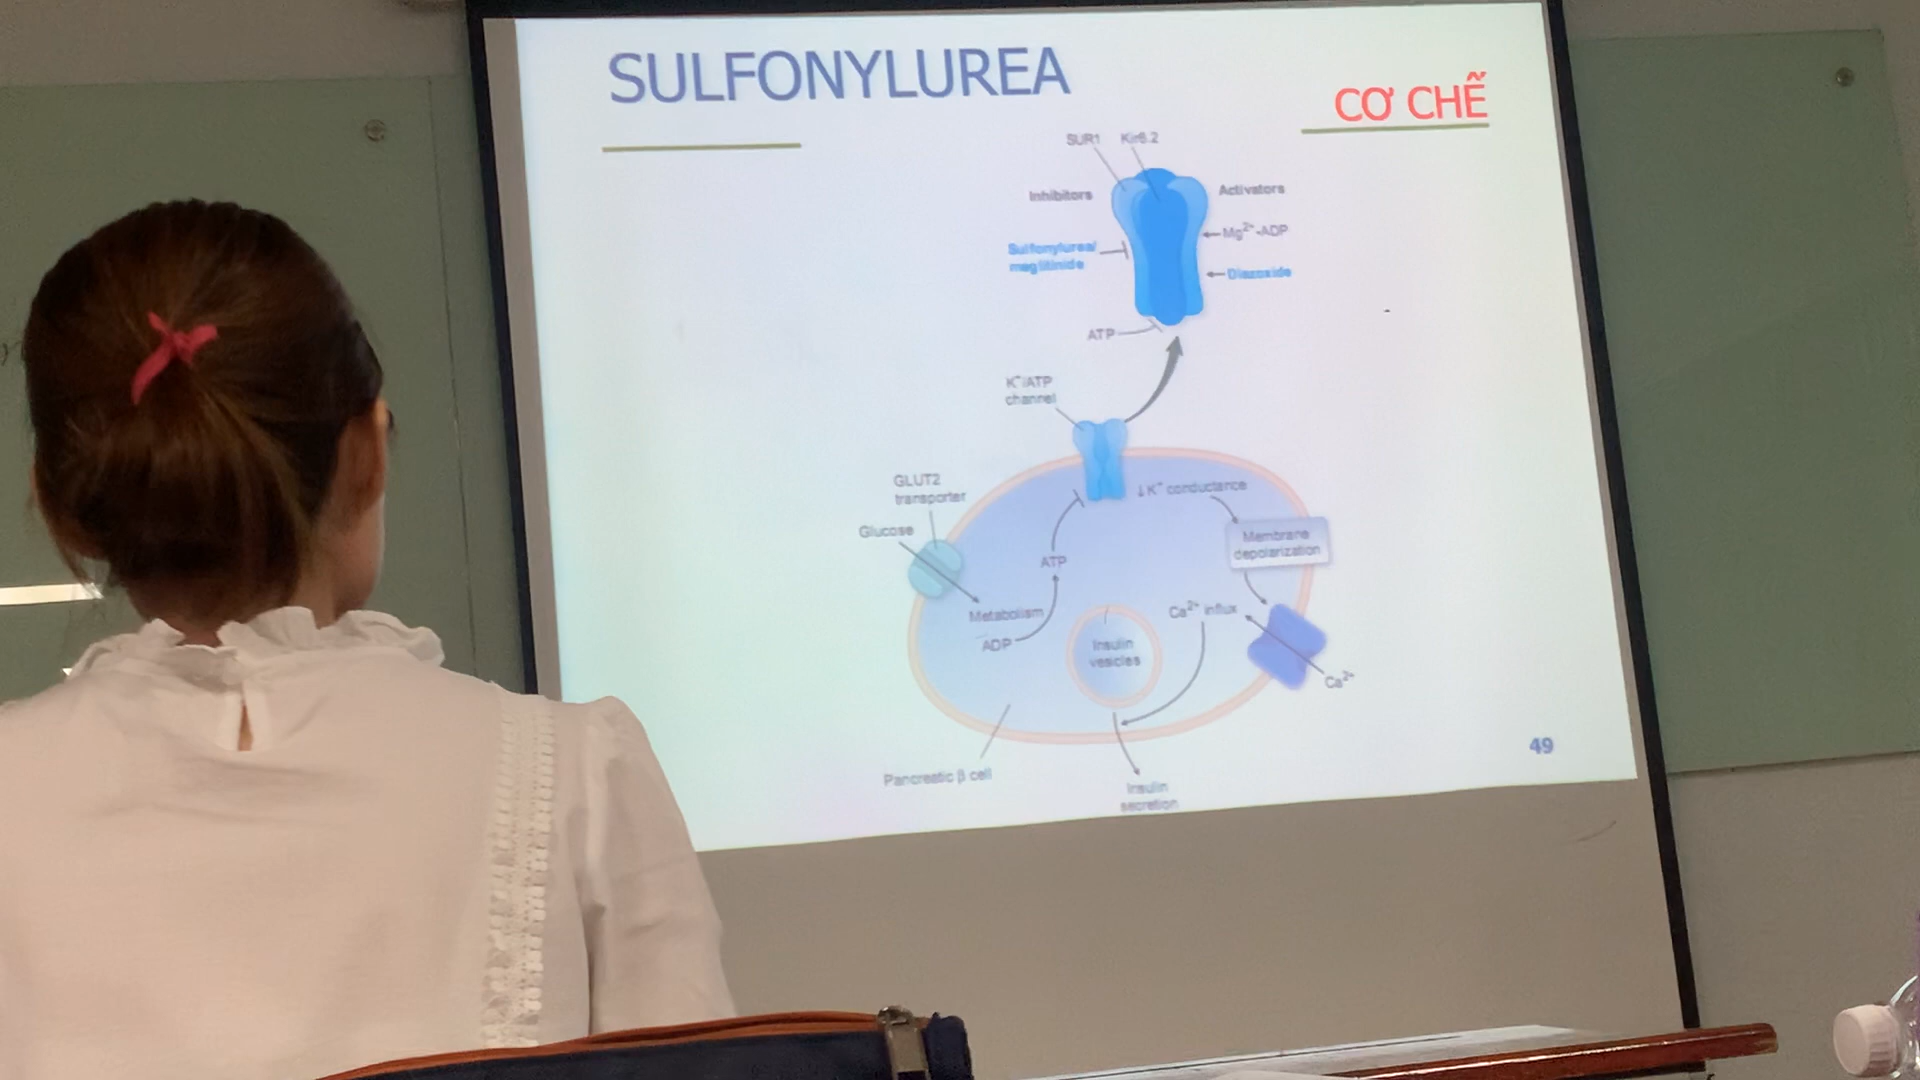 SULFONYLUREA
CƠ CHẾ
SUR1
Kir6.2
Inhibitors
Activators
Sulfonylurea/
meglitinide
Mg²⁺-ADP
Diazoxide
ATP
K⁺/ATP
channel
GLUT2
transporter
Glucose
↓K⁺ conductance
Membrane
depolarization
ATP
Metabolism
ADP
Insulin
vesicles
Ca²⁺ influx
Ca²⁺
Pancreatic β cell
Insulin
secretion
49